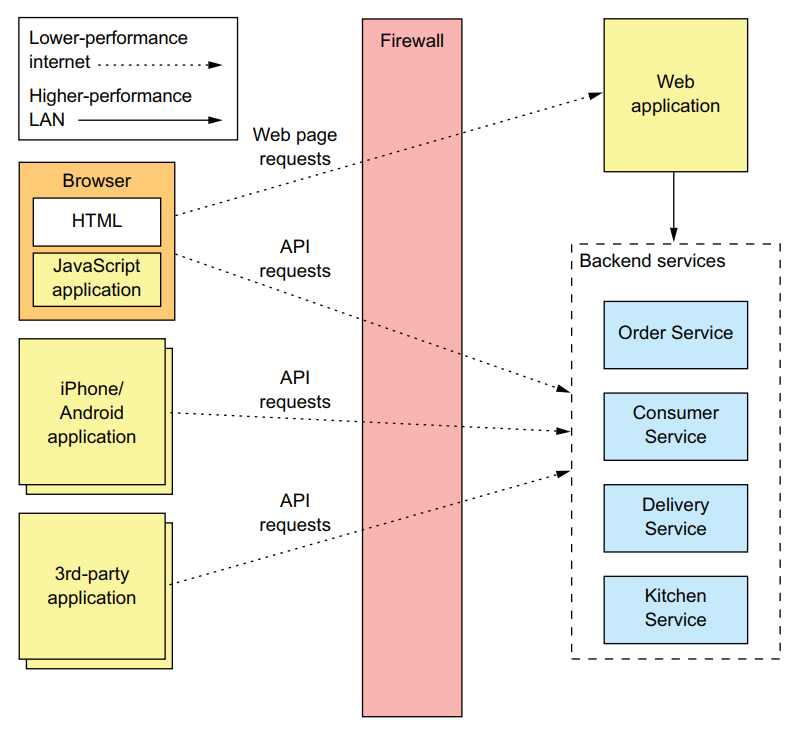 Lower-performance
internet
Higher-performance
LAN
Firewall
Web
application
Web page
requests
Browser
HTML
JavaScript
application
API
requests
Backend services
Order Service
iPhone/
Android
application
API
requests
Consumer
Service
API
requests
Delivery
Service
3rd-party
application
Kitchen
Service